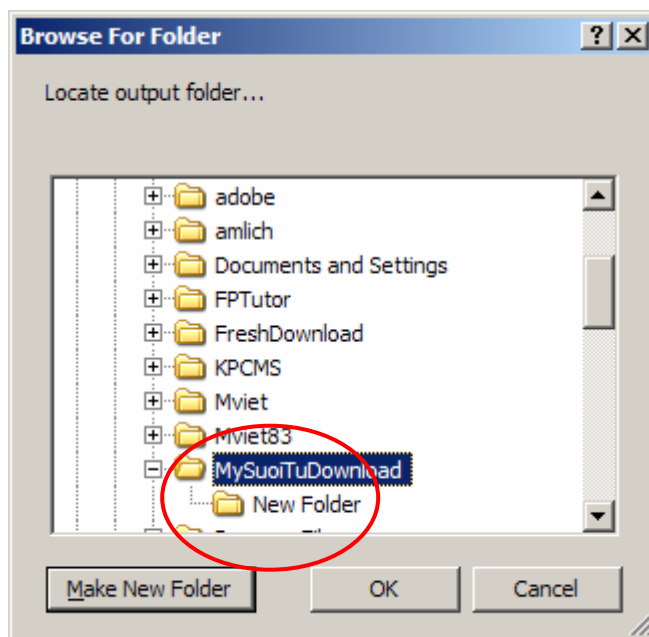 Browse For Folder
Locate output folder...
adobe
amlich
Documents and Settings
FPTutor
FreshDownload
KPCMS
Mviet
Mviet83
MySuoiTuDownload
New Folder
Make New Folder OK Cancel